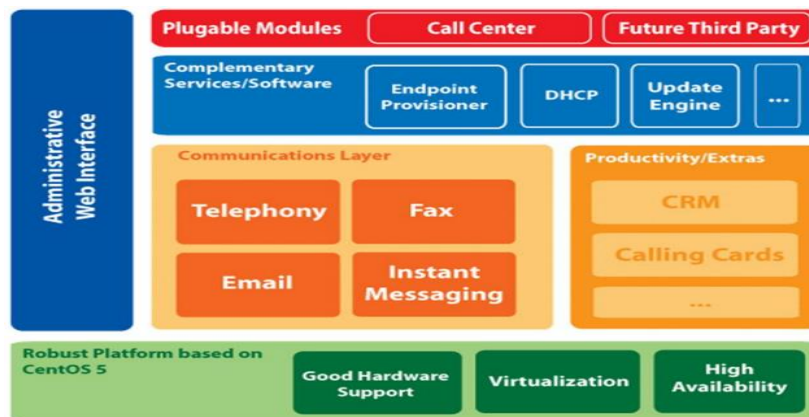 Administrative
Web Interface
Plugable Modules
Call Center
Future Third Party
Complementary
Services/Software
Endpoint
Provisioner
DHCP
Update
Engine
...
Communications Layer
Telephony
Fax
Email
Instant
Messaging
Productivity/Extras
CRM
Calling Cards
...
Robust Platform based on
CentOS 5
Good Hardware
Support
Virtualization
High
Availability